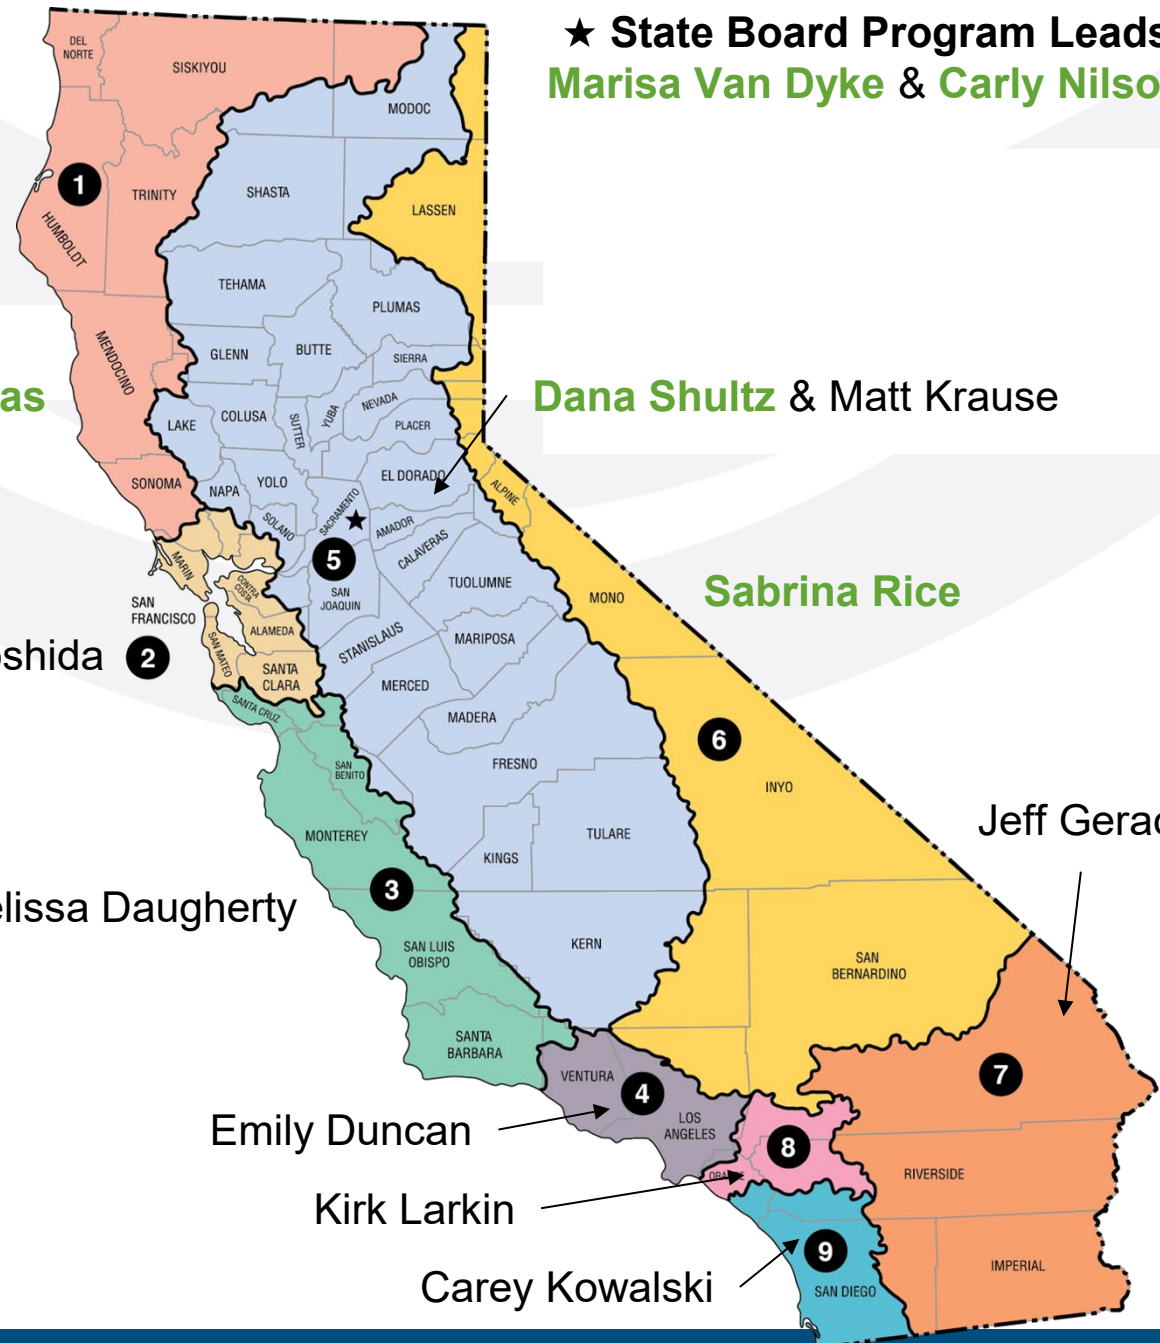 ★ State Board Program Leads
Marisa Van Dyke & Carly Nilso
DEL NORTE
SISKIYOU
MODOC
1
TRINITY
SHASTA
LASSEN
HUMBOLDT
TEHAMA
PLUMAS
MENDOCINO
GLENN
BUTTE
SIERRA
as
Dana Shultz & Matt Krause
LAKE
COLUSA
SUTTER
YUBA
NEVADA
PLACER
SONOMA
NAPA
YOLO
EL DORADO
ALPINE
SOLANO
SACRAMENTO
★
AMADOR
CALAVERAS
5
MARIN
CONTRA COSTA
SAN JOAQUIN
TUOLUMNE
MONO
Sabrina Rice
SAN FRANCISCO
ALAMEDA
STANISLAUS
MARIPOSA
oshida
2
SAN MATEO
SANTA CLARA
MERCED
SANTA CRUZ
MADERA
6
SAN BENITO
FRESNO
INYO
MONTEREY
TULARE
Jeff Gerac
KINGS
3
elissa Daugherty
SAN LUIS OBISPO
KERN
SAN BERNARDINO
SANTA BARBARA
VENTURA
4
7
Emily Duncan
LOS ANGELES
8
ORANGE
RIVERSIDE
Kirk Larkin
9
IMPERIAL
Carey Kowalski
SAN DIEGO